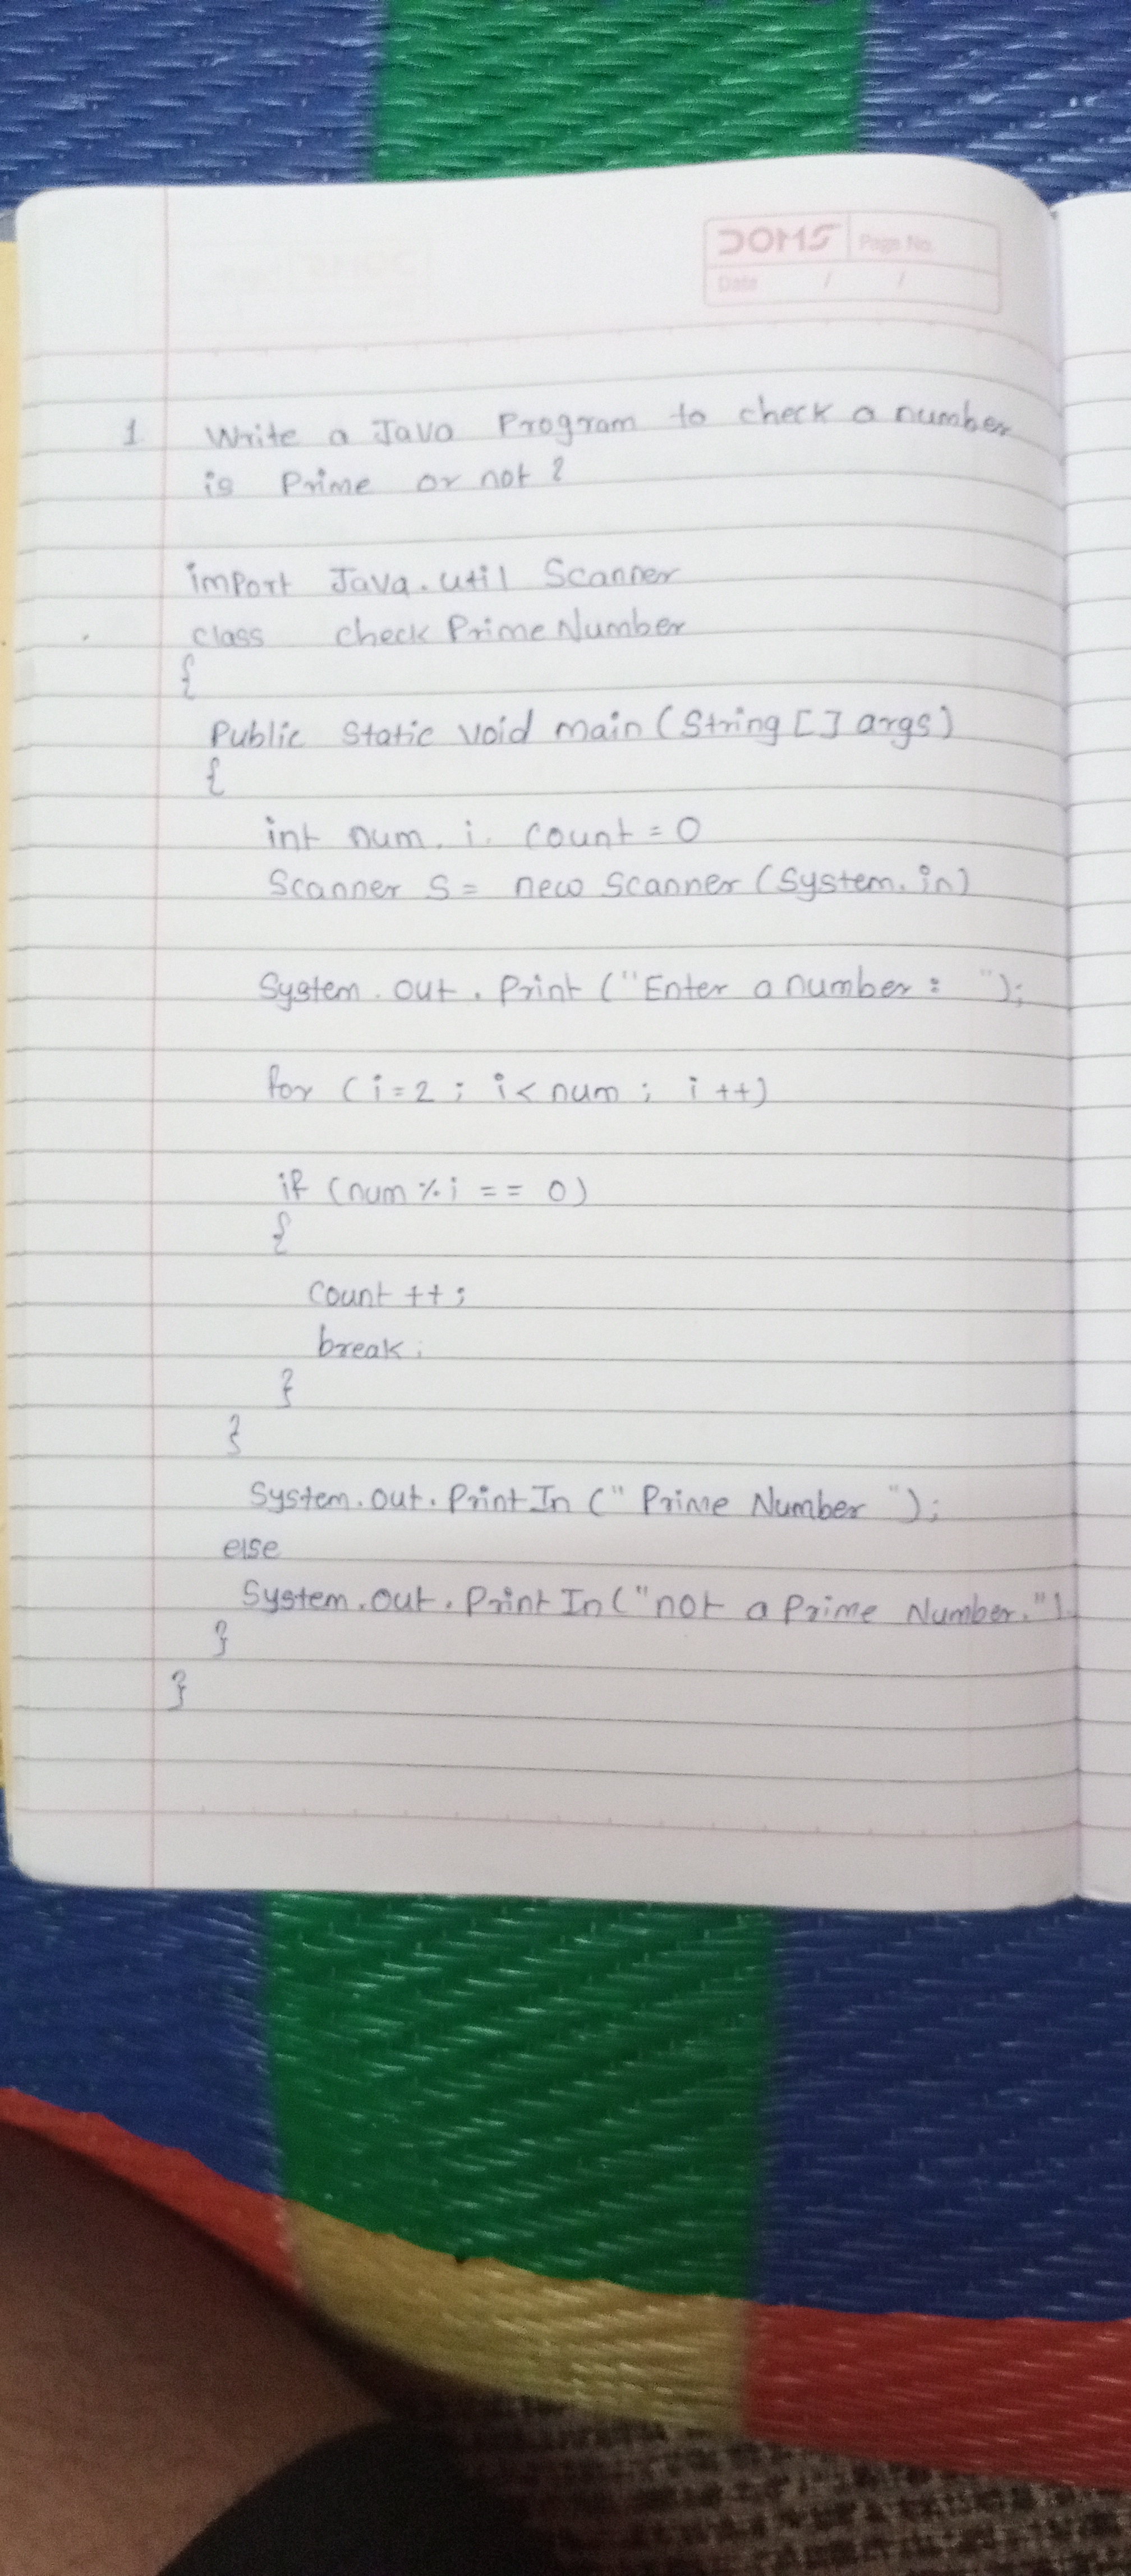 DOMS Page No.
Date / /
1 Write a Java Program to check a number
is Prime or not ?
import Java.util Scanner
class check Prime Number
{
Public Static void main (String [] args)
{
int num. i. Count = 0
Scanner S = new Scanner (System.in)
System.out.Print ("Enter a number : ");
for (i=2 ; i< num ; i ++)
if (num % i == 0)
{
Count ++ ;
break ;
}
}
System.out.Print In (" Prime Number ");
else
System.out.Print In ("not a Prime Number.")
}
}